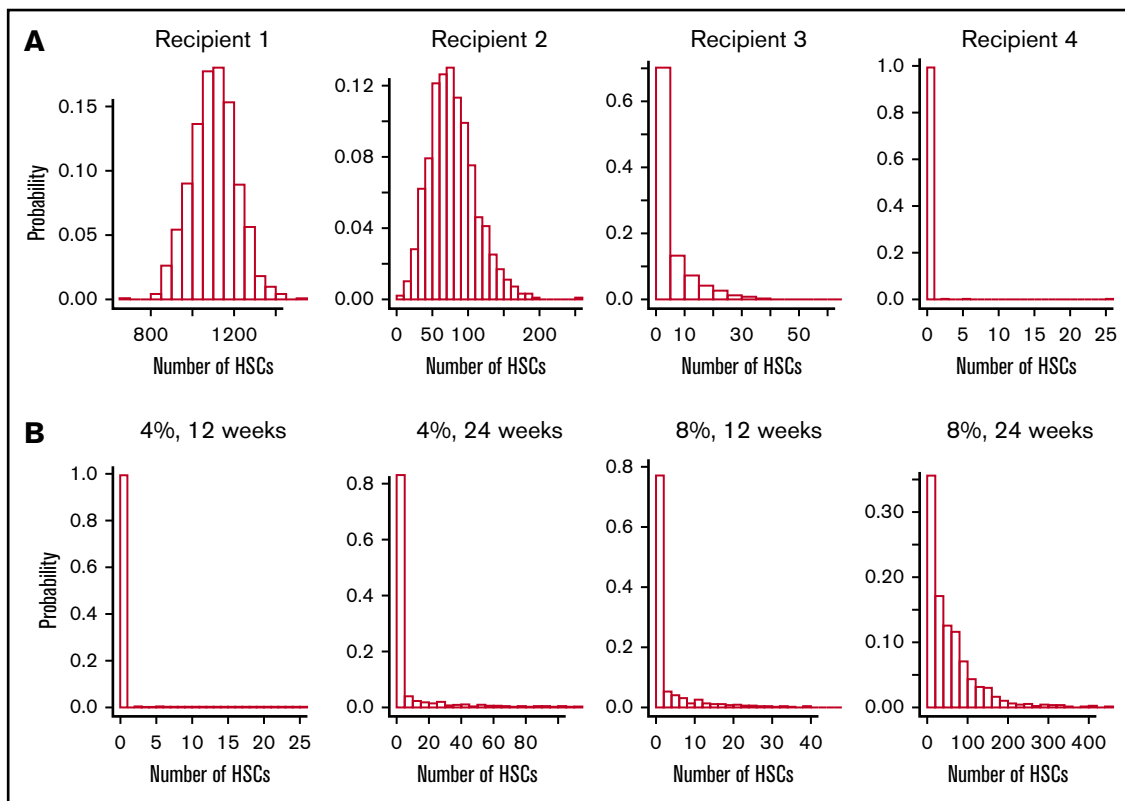 A
Recipient 1 Recipient 2 Recipient 3 Recipient 4
Probability
0.15
0.10
0.05
0.00
800 1200
Number of HSCs
0.12
0.08
0.04
0.00
0 50 100 200
Number of HSCs
0.6
0.4
0.2
0.0
0 10 30 50
Number of HSCs
1.0
0.8
0.6
0.4
0.2
0.0
0 5 10 15 20 25
Number of HSCs
B
4%, 12 weeks 4%, 24 weeks 8%, 12 weeks 8%, 24 weeks
Probability
1.0
0.8
0.6
0.4
0.2
0.0
0 5 10 15 20 25
Number of HSCs
0.8
0.6
0.4
0.2
0.0
0 20 40 60 80
Number of HSCs
0.8
0.6
0.4
0.2
0.0
0 10 20 30 40
Number of HSCs
0.30
0.20
0.10
0.00
0 100 200 300 400
Number of HSCs